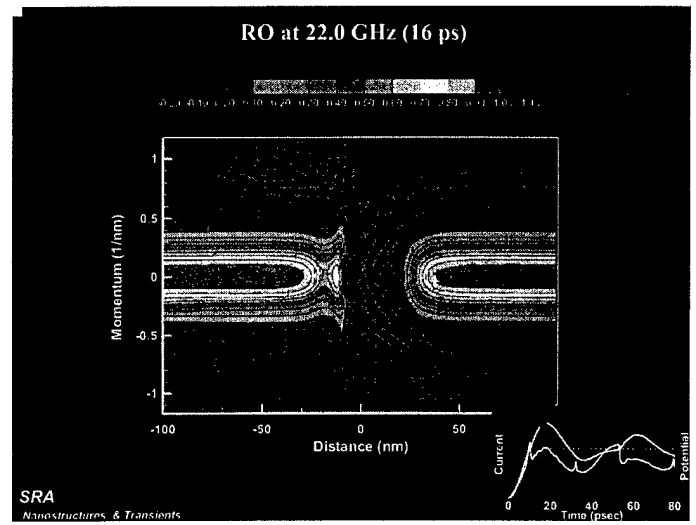 RO at 22.0 GHz (16 ps)
1
0.5
0
-0.5
-1
Momentum (1/nm)
-100
-50
0
50
Distance (nm)
Current
Potential
0
20
40
60
80
Time (psec)
SRA
Nanostructures & Transients